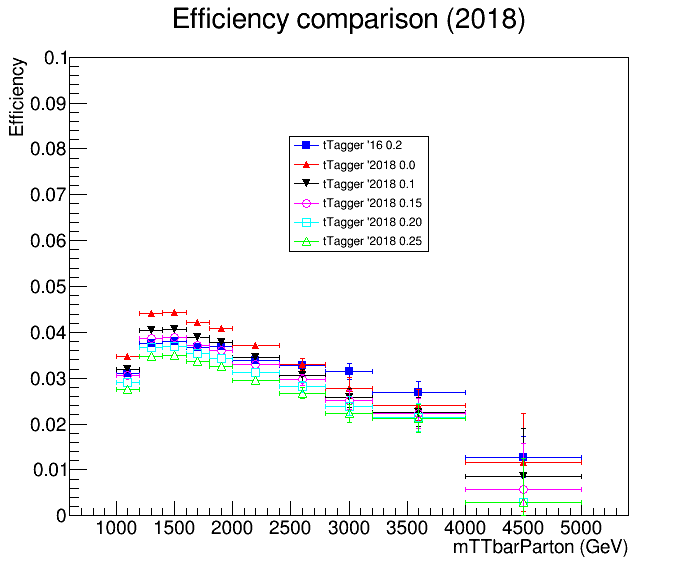 Efficiency comparison (2018)
Efficiency
0.1
0.09
0.08
0.07
0.06
0.05
0.04
0.03
0.02
0.01
0
tTagger '16 0.2
tTagger '2018 0.0
tTagger '2018 0.1
tTagger '2018 0.15
tTagger '2018 0.20
tTagger '2018 0.25
1000 1500 2000 2500 3000 3500 4000 4500 5000
mTTbarParton (GeV)